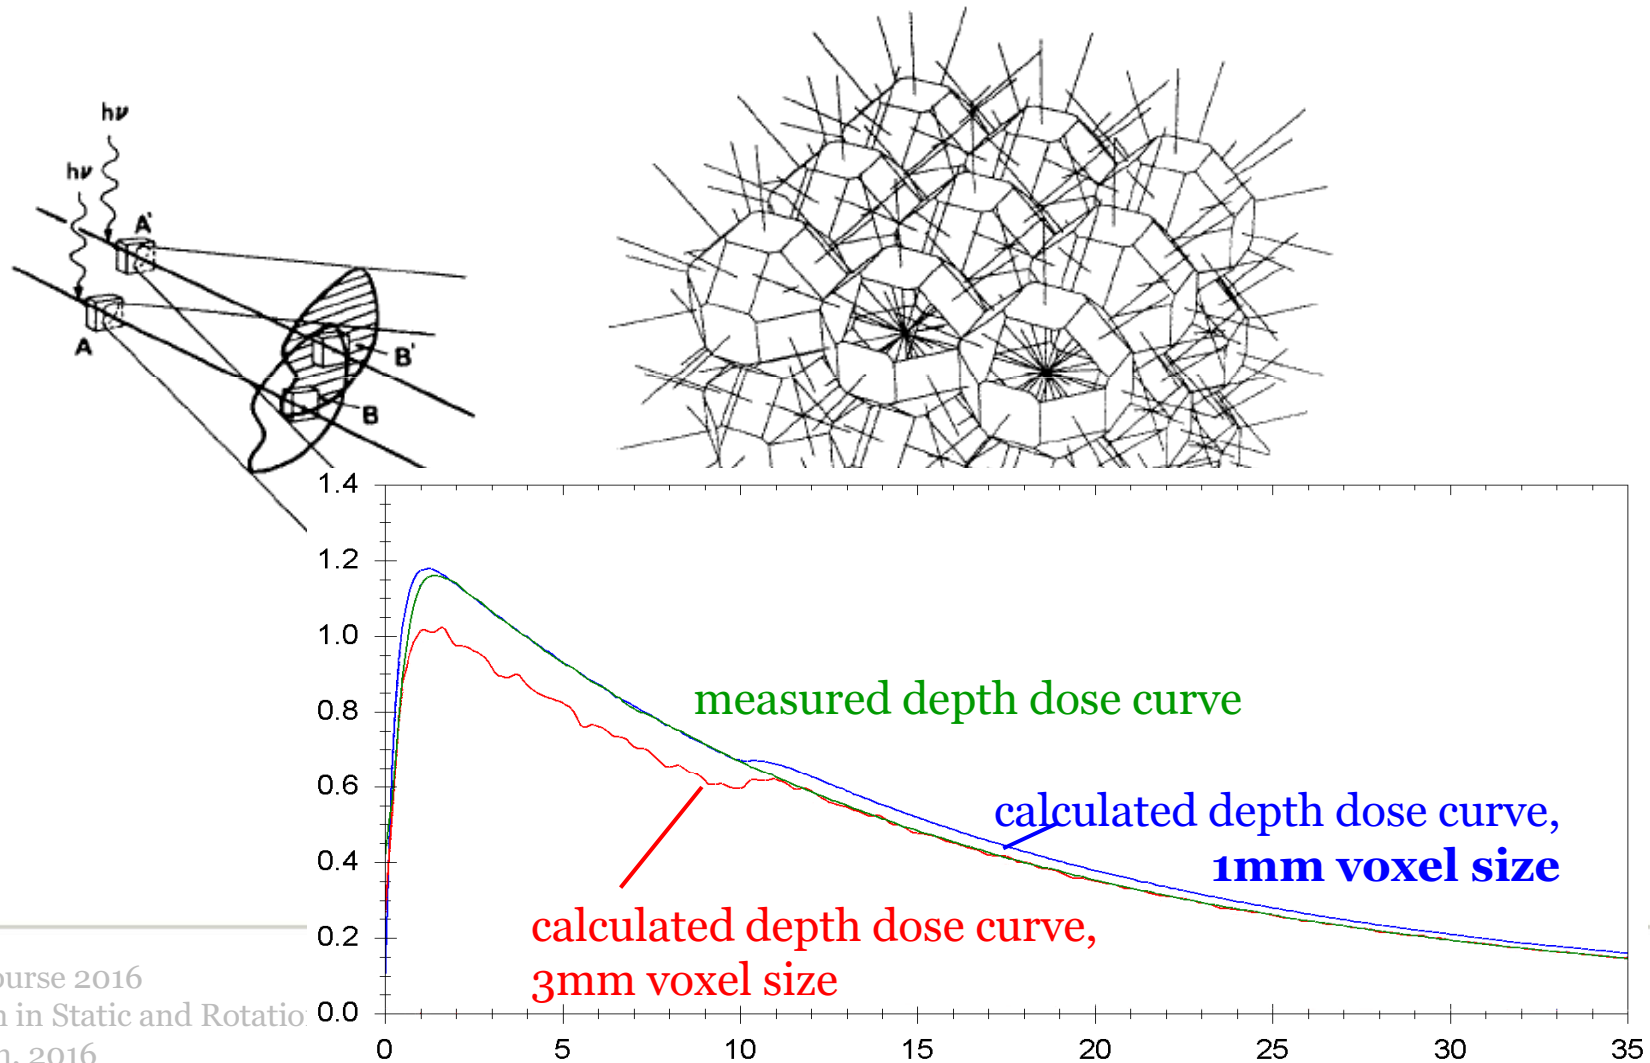 hν
hν
A'
A
B'
B
1.4
1.2
1.0
0.8
0.6
0.4
0.2
0.0
0 5 10 15 20 25 30 35
measured depth dose curve
calculated depth dose curve,
1mm voxel size
calculated depth dose curve,
3mm voxel size
ourse 2016
n in Static and Rotatio
n, 2016